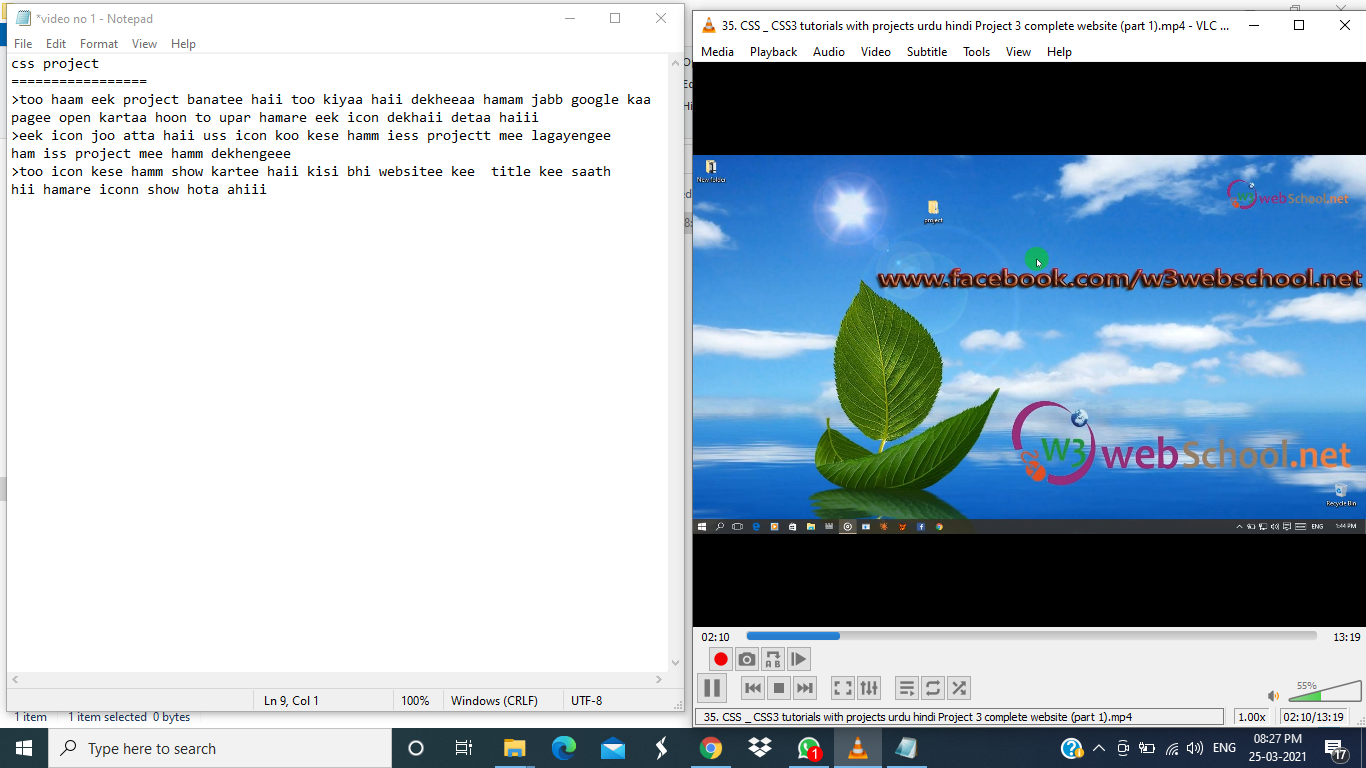 *video no 1 - Notepad
File Edit Format View Help
css project
=================
>too haam eek project banatee haii too kiyaa haii dekheeaa hamam jabb google kaa
pagee open kartaa hoon to upar hamare eek icon dekhaii detaa haiii
>eek icon joo atta haii uss icon koo kese hamm iess projectt mee lagayengee
ham iss project mee hamm dekhengeee
>too icon kese hamm show kartee haii kisi bhi websitee kee  title kee saath
hii hamare iconn show hota ahiii
Ln 9, Col 1 100% Windows (CRLF) UTF-8
1 item 1 item selected 0 bytes
35. CSS _ CSS3 tutorials with projects urdu hindi Project 3 complete website (part 1).mp4 - VLC ...
Media Playback Audio Video Subtitle Tools View Help
New folder
project
webSchool.net
www.facebook.com/w3webschool.net
W3 webSchool.net
Recycle Bin
ENG 1:44 PM
02:10 13:19
55%
35. CSS _ CSS3 tutorials with projects urdu hindi Project 3 complete website (part 1).mp4 1.00x 02:10/13:19
Type here to search
1
ENG
08:27 PM
25-03-2021
17